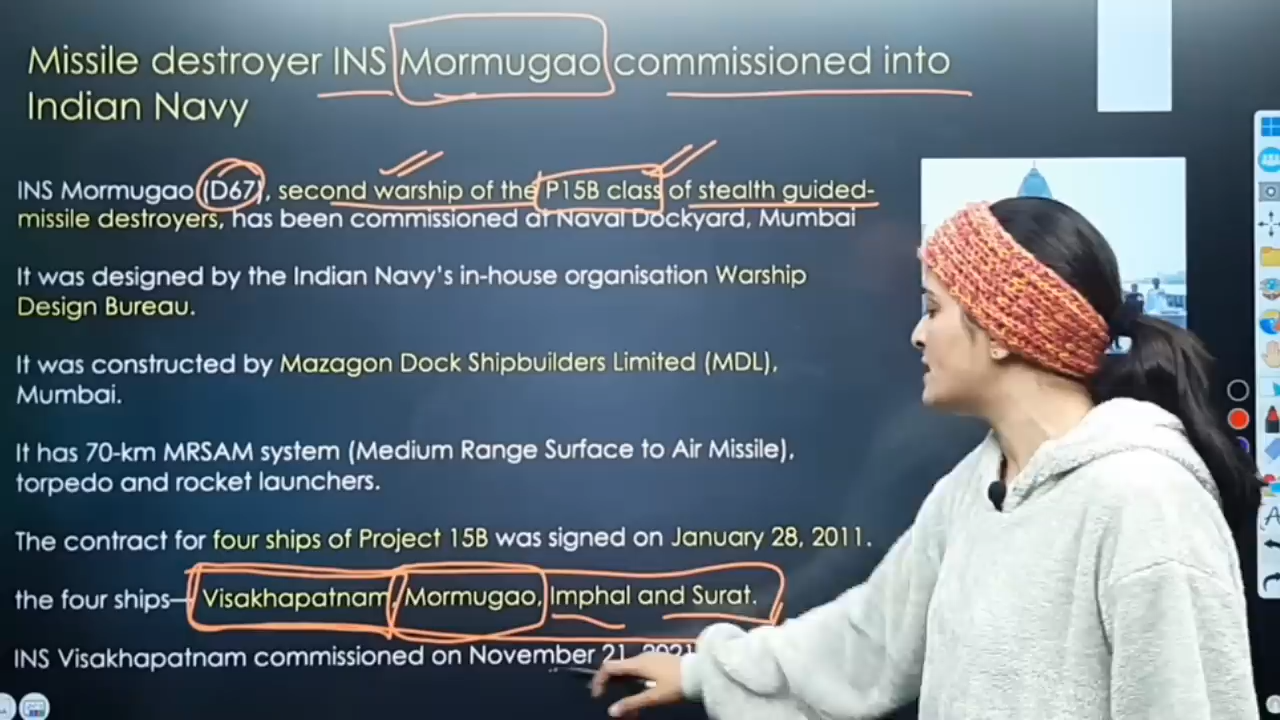 Missile destroyer INS Mormugao commissioned into
Indian Navy
INS Mormugao (D67), second warship of the P15B class of stealth guided-
missile destroyers, has been commissioned at Naval Dockyard, Mumbai
It was designed by the Indian Navy's in-house organisation Warship
Design Bureau.
It was constructed by Mazagon Dock Shipbuilders Limited (MDL),
Mumbai.
It has 70-km MRSAM system (Medium Range Surface to Air Missile),
torpedo and rocket launchers.
The contract for four ships of Project 15B was signed on January 28, 2011.
the four ships—Visakhapatnam, Mormugao, Imphal and Surat.
INS Visakhapatnam commissioned on November 21, 2021